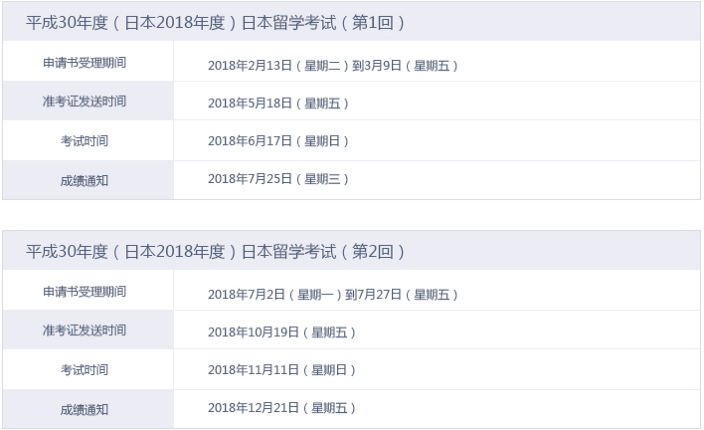 平成30年度（日本2018年度）日本留学考试（第1回）
申请书受理期间 2018年2月13日（星期二）到3月9日（星期五）
准考证发送时间 2018年5月18日（星期五）
考试时间 2018年6月17日（星期日）
成绩通知 2018年7月25日（星期三）
平成30年度（日本2018年度）日本留学考试（第2回）
申请书受理期间 2018年7月2日（星期一）到7月27日（星期五）
准考证发送时间 2018年10月19日（星期五）
考试时间 2018年11月11日（星期日）
成绩通知 2018年12月21日（星期五）